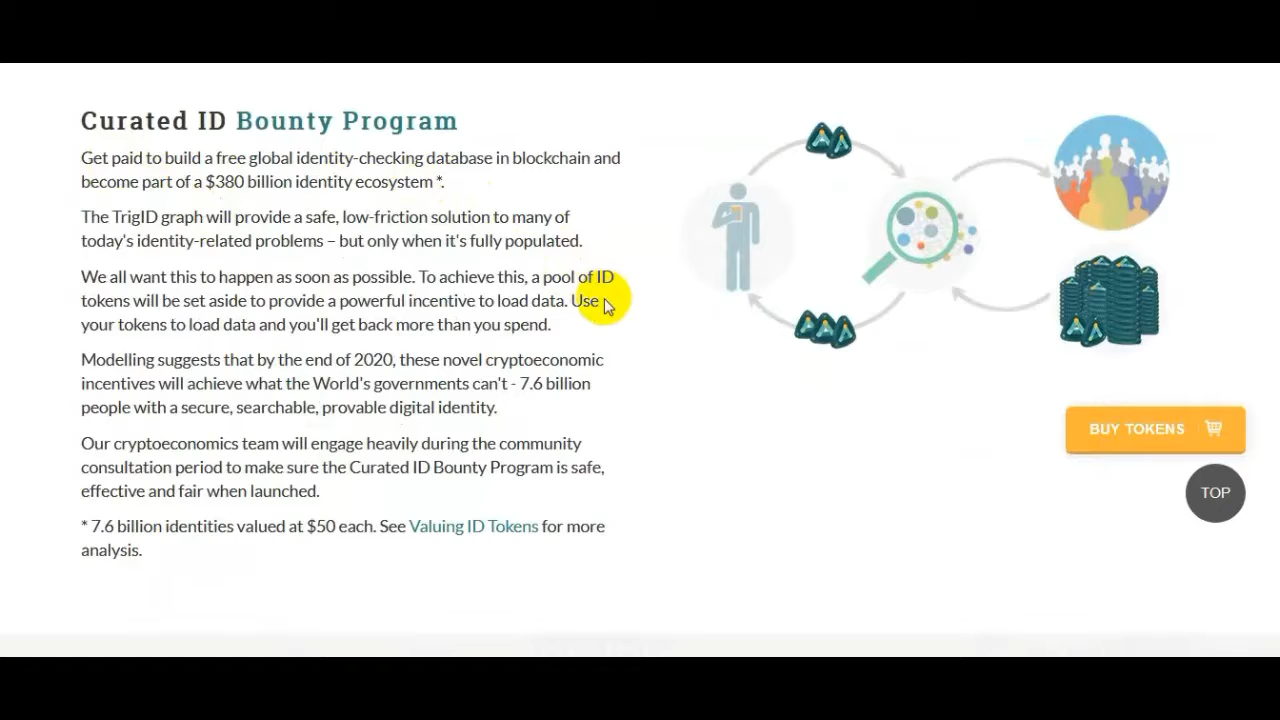 Curated ID Bounty Program
Get paid to build a free global identity-checking database in blockchain and
become part of a $380 billion identity ecosystem *.
The TrigID graph will provide a safe, low-friction solution to many of
today's identity-related problems – but only when it's fully populated.
We all want this to happen as soon as possible. To achieve this, a pool of ID
tokens will be set aside to provide a powerful incentive to load data. Use
your tokens to load data and you'll get back more than you spend.
Modelling suggests that by the end of 2020, these novel cryptoeconomic
incentives will achieve what the World's governments can't - 7.6 billion
people with a secure, searchable, provable digital identity.
Our cryptoeconomics team will engage heavily during the community
consultation period to make sure the Curated ID Bounty Program is safe,
effective and fair when launched.
* 7.6 billion identities valued at $50 each. See Valuing ID Tokens for more
analysis.
BUY TOKENS
TOP